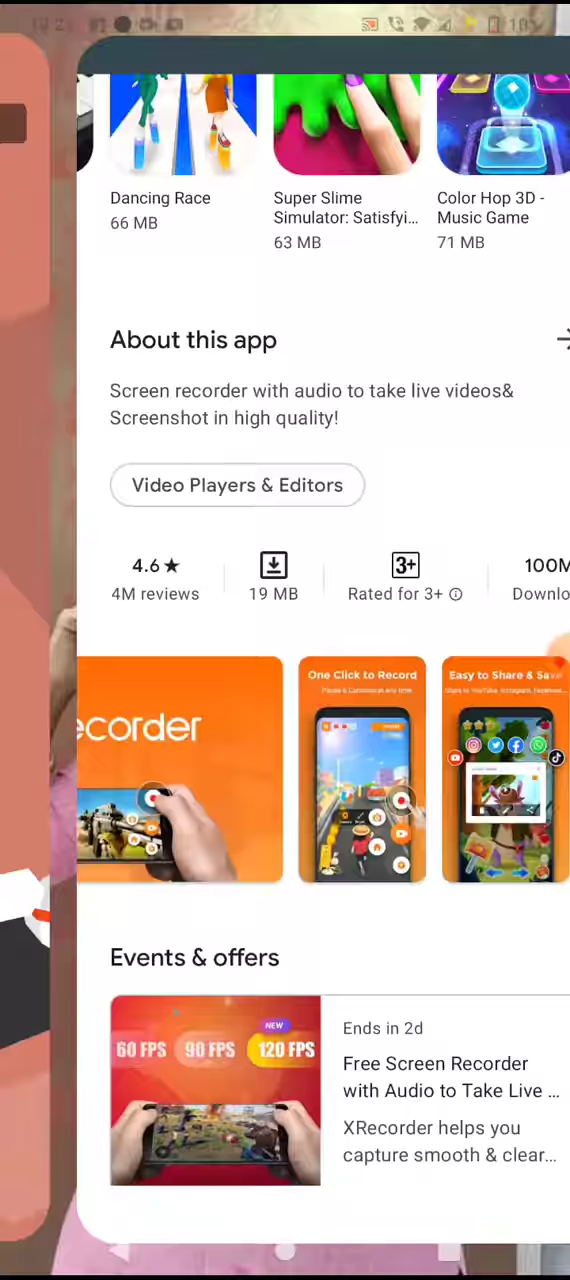 Dancing Race
66 MB
Super Slime
Simulator: Satisfyi...
63 MB
Color Hop 3D -
Music Game
71 MB
About this app
Screen recorder with audio to take live videos&
Screenshot in high quality!
Video Players & Editors
4.6★
4M reviews
19 MB
3+
Rated for 3+
100M
Downlo
ecorder
One Click to Record
Easy to Share & Save
Events & offers
60 FPS
90 FPS
NEW
120 FPS
Ends in 2d
Free Screen Recorder
with Audio to Take Live ...
XRecorder helps you
capture smooth & clear...